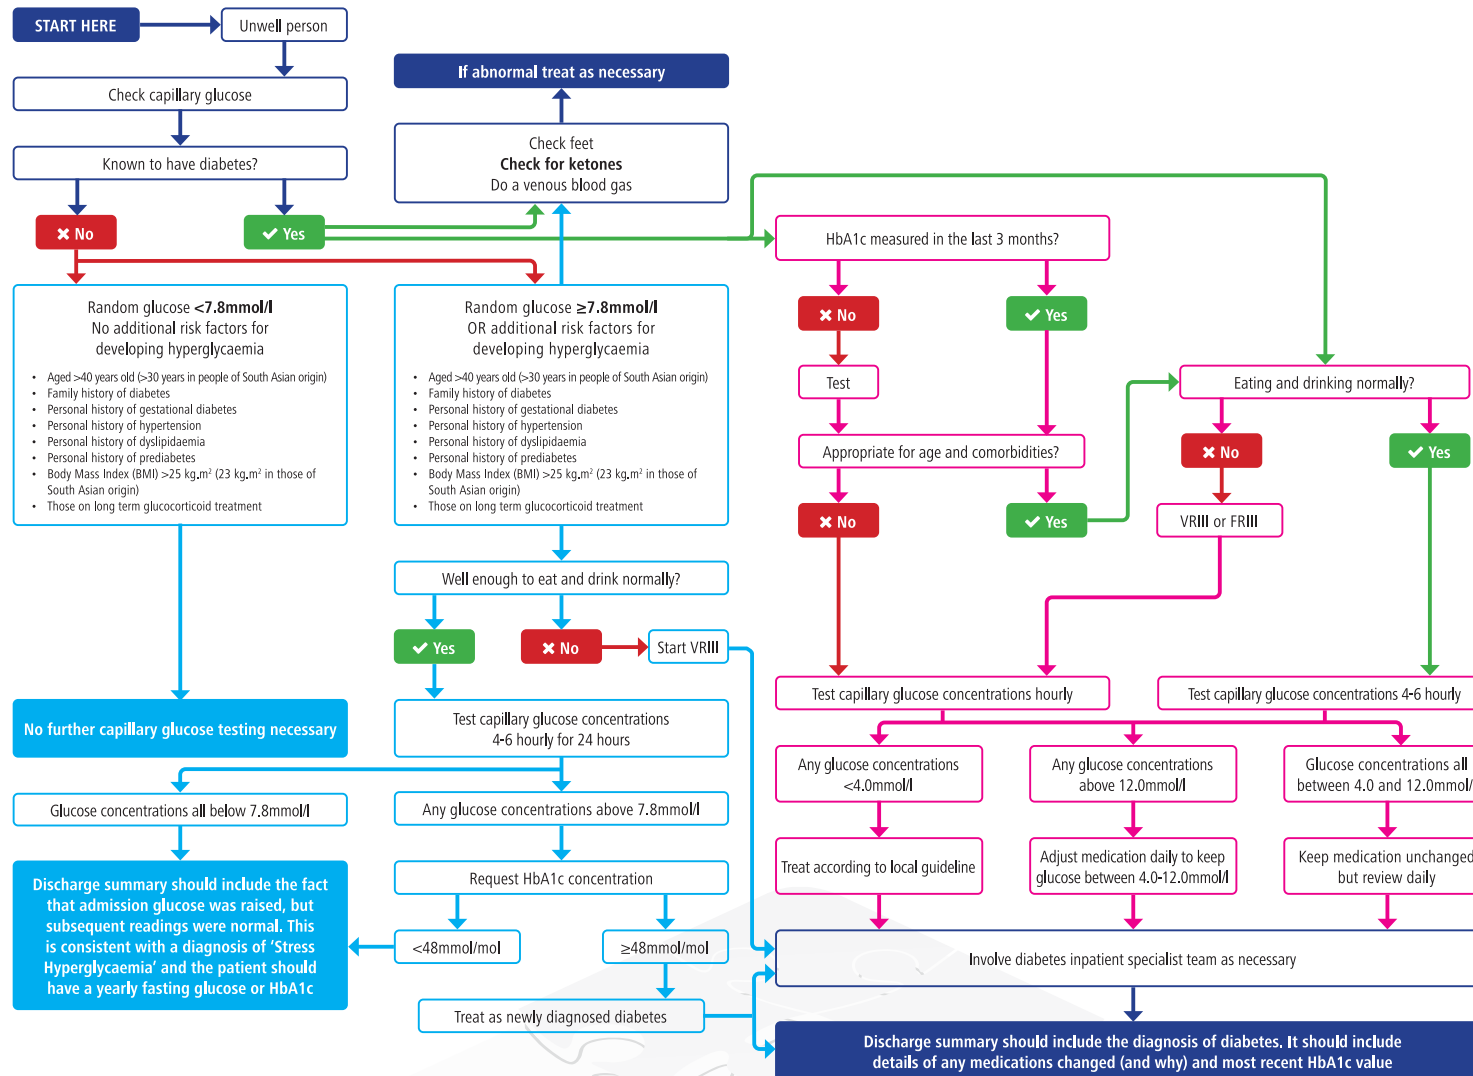 START HERE
Unwell person
Check capillary glucose
Known to have diabetes?
No
Yes
If abnormal treat as necessary
Check feet
Check for ketones
Do a venous blood gas
Random glucose <7.8mmol/l
No additional risk factors for
developing hyperglycaemia
• Aged >40 years old (>30 years in people of South Asian origin)
• Family history of diabetes
• Personal history of gestational diabetes
• Personal history of hypertension
• Personal history of dyslipidaemia
• Personal history of prediabetes
• Body Mass Index (BMI) >25 kg.m² (23 kg.m² in those of
South Asian origin)
• Those on long term glucocorticoid treatment
Random glucose ≥7.8mmol/l
OR additional risk factors for
developing hyperglycaemia
• Aged >40 years old (>30 years in people of South Asian origin)
• Family history of diabetes
• Personal history of gestational diabetes
• Personal history of hypertension
• Personal history of dyslipidaemia
• Personal history of prediabetes
• Body Mass Index (BMI) >25 kg.m² (23 kg.m² in those of
South Asian origin)
• Those on long term glucocorticoid treatment
No further capillary glucose testing necessary
Well enough to eat and drink normally?
Yes
No
Start VRIII
Test capillary glucose concentrations
4-6 hourly for 24 hours
Glucose concentrations all below 7.8mmol/l
Any glucose concentrations above 7.8mmol/l
Discharge summary should include the fact
that admission glucose was raised, but
subsequent readings were normal. This
is consistent with a diagnosis of ‘Stress
Hyperglycaemia’ and the patient should
have a yearly fasting glucose or HbA1c
Request HbA1c concentration
<48mmol/mol
≥48mmol/mol
Treat as newly diagnosed diabetes
HbA1c measured in the last 3 months?
No
Yes
Test
Appropriate for age and comorbidities?
No
Yes
Eating and drinking normally?
No
Yes
VRIII or FRIII
Test capillary glucose concentrations hourly
Test capillary glucose concentrations 4-6 hourly
Any glucose concentrations
<4.0mmol/l
Any glucose concentrations
above 12.0mmol/l
Glucose concentrations all
between 4.0 and 12.0mmol/
Treat according to local guideline
Adjust medication daily to keep
glucose between 4.0-12.0mmol/l
Keep medication unchanged
but review daily
Involve diabetes inpatient specialist team as necessary
Discharge summary should include the diagnosis of diabetes. It should include
details of any medications changed (and why) and most recent HbA1c value